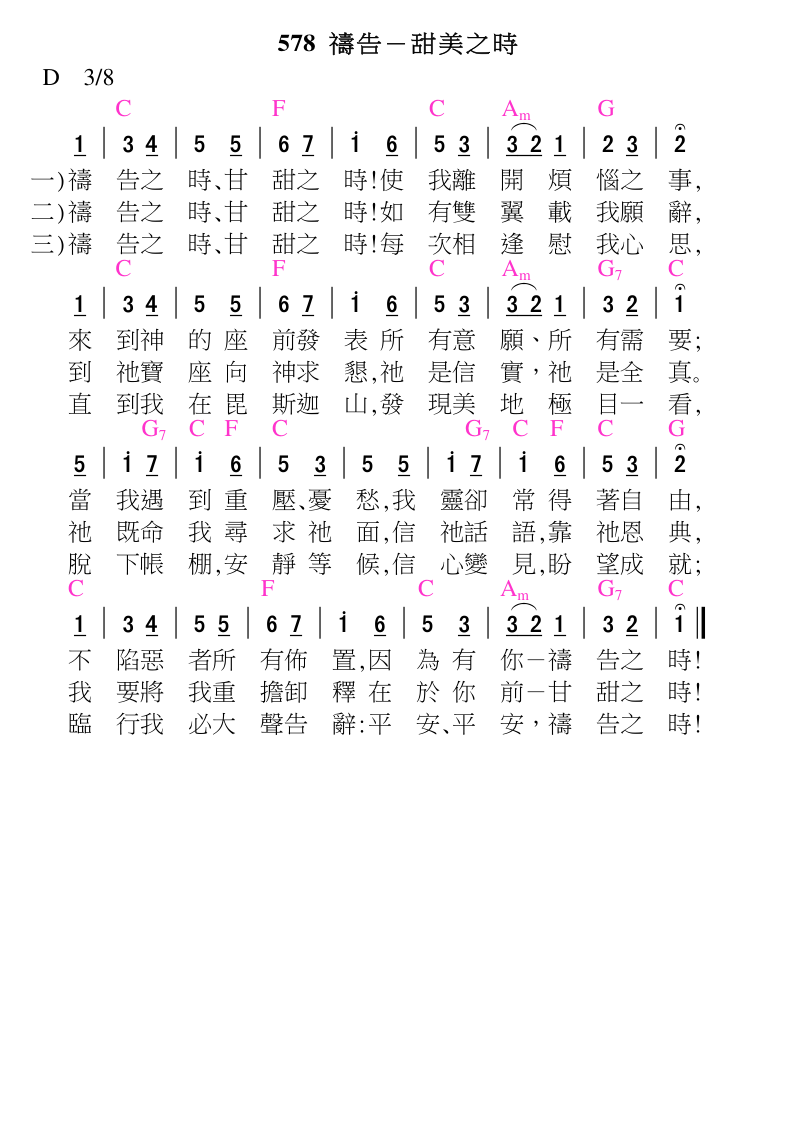 578 禱告－甜美之時
D 3/8
C F C Am G
1 | 3 4 | 5 5 | 6 7 | i 6 | 5 3 | 3 2 1 | 2 3 | 2
一)禱 告之 時、甘 甜之 時!使 我離 開 煩 惱之 事,
二)禱 告之 時、甘 甜之 時!如 有雙 翼 載 我願 辭,
三)禱 告之 時、甘 甜之 時!每 次相 逢 慰 我心 思,
C F C Am G7 C
1 | 3 4 | 5 5 | 6 7 | i 6 | 5 3 | 3 2 1 | 3 2 | 1
來 到神 的 座 前發 表 所 有意 願、所 有需 要;
到 祂寶 座 向 神求 懇,祂 是信 實，祂 是全 真。
直 到我 在 毘 斯迦 山,發 現美 地 極 目一 看,
G7 C F C G7 C F C G
5 | i 7 | i 6 | 5 3 | 5 5 | i 7 | i 6 | 5 3 | 2
當 我遇 到 重 壓、憂 愁,我 靈卻 常 得 著自 由,
祂 既命 我 尋 求 祂 面,信 祂話 語,靠 祂恩 典,
脫 下帳 棚,安 靜 等 候,信 心變 見,盼 望成 就;
C F C Am G7 C
1 | 3 4 | 5 5 | 6 7 | i 6 | 5 3 | 3 2 1 | 3 2 | 1
不 陷惡 者所 有佈 置,因 為 有 你－禱 告之 時!
我 要將 我重 擔卸 釋 在 於 你 前－甘 甜之 時!
臨 行我 必大 聲告 辭:平 安、平 安，禱 告之 時!